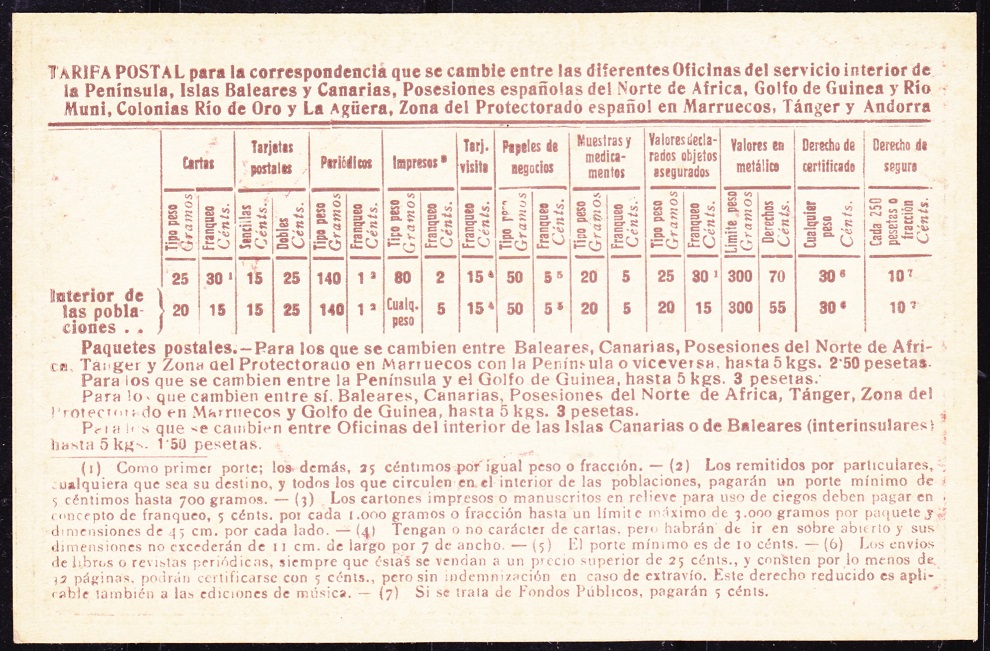 TARIFA POSTAL para la correspondencia que se cambie entre las diferentes Oficinas del servicio interior de
la Península, Islas Baleares y Canarias, Posesiones españolas del Norte de Africa, Golfo de Guinea y Río
Muni, Colonias Río de Oro y La Agüera, Zona del Protectorado español en Marruecos, Tánger y Andorra
Cartas Tarjetas postales Periódicos Impresos Tarj. visita Papeles de negocios Muestras y medica-mentos Valores decla-rados objetos asegurados Valores en metálico Derecho de certificado Derecho de seguro
Tipo peso Gramos Franqueo Cénts. Sencillas Cénts. Dobles Cénts. Tipo peso Gramos Franqueo Cénts. Tipo peso Gramos Franqueo Cénts. Franqueo Cénts. Tipo Gramos Franqueo Cénts. Tipo peso Gramos Franqueo Cénts. Tipo peso Gramos Franqueo Cénts. Límite peso Gramos Derechos Cénts. Cualquier peso Cénts. Cada 250 pesetas o fracción Cénts.
25 30 ¹ 15 25 140 1 ² 80 2 15 ⁴ 50 5 ⁵ 20 5 25 30 ¹ 300 70 30 ⁶ 10 ⁷
Interior de las pobla-ciones . . } 20 15 15 25 140 1 ² Cualq. peso 5 15 ⁴ 50 5 ⁵ 20 5 20 15 300 55 30 ⁶ 10 ⁷
Paquetes postales.—Para los que se cambien entre Baleares, Canarias, Posesiones del Norte de Afri-
ca, Tánger y Zona del Protectorado en Marruecos con la Península o viceversa, hasta 5 kgs. 2'50 pesetas.
Para los que se cambien entre la Península y el Golfo de Guinea, hasta 5 kgs. 3 pesetas.
Para los que cambien entre sí. Baleares, Canarias, Posesiones del Norte de Africa, Tánger, Zona del
Protectorado en Marruecos y Golfo de Guinea, hasta 5 kgs. 3 pesetas.
Para los que se cambien entre Oficinas del interior de las Islas Canarias o de Baleares (interinsulares)
hasta 5 kgs. 1'50 pesetas.
(1) Como primer porte; los demás, 25 céntimos por igual peso o fracción. — (2) Los remitidos por particulares,
cualquiera que sea su destino, y todos los que circulen en el interior de las poblaciones, pagarán un porte mínimo de
5 céntimos hasta 700 gramos. — (3) Los cartones impresos o manuscritos en relieve para uso de ciegos deben pagar en
concepto de franqueo, 5 cénts. por cada 1.000 gramos o fracción hasta un límite máximo de 3.000 gramos por paquete y
dimensiones de 45 cm. por cada lado. — (4) Tengan o no carácter de cartas, pero habrán de ir en sobre abierto y sus
dimensiones no excederán de 11 cm. de largo por 7 de ancho. — (5) El porte mínimo es de 10 cénts. — (6) Los envíos
de libros o revistas periódicas, siempre que éstas se vendan a un precio superior de 25 cénts., y consten por lo menos de
32 páginas, podrán certificarse con 5 cénts., pero sin indemnización en caso de extravío. Este derecho reducido es apli-
cable también a las ediciones de música. — (7) Si se trata de Fondos Públicos, pagarán 5 cénts.